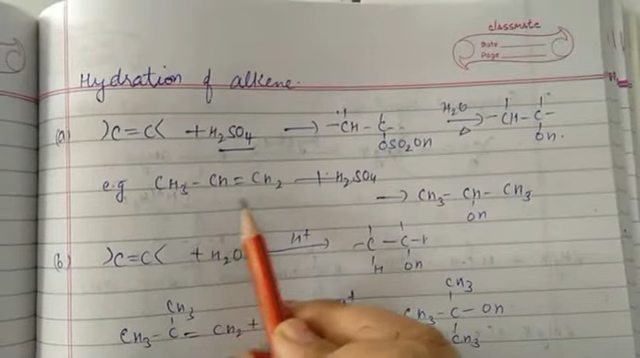 classmate
Date
Page
Hydration of alkene.
(a) >C=C< + H2SO4 → -CH-C- OSO2OH H2O Δ → -CH-C- OH.
e.g CH3-CH=CH2 + H2SO4
→ CH3-CH-CH3
OH
(b) >C=C< + H2O H+ → -C-C-
H OH
CH3
CH3-C=CH2 +
CH3
CH3-C-OH
CH3